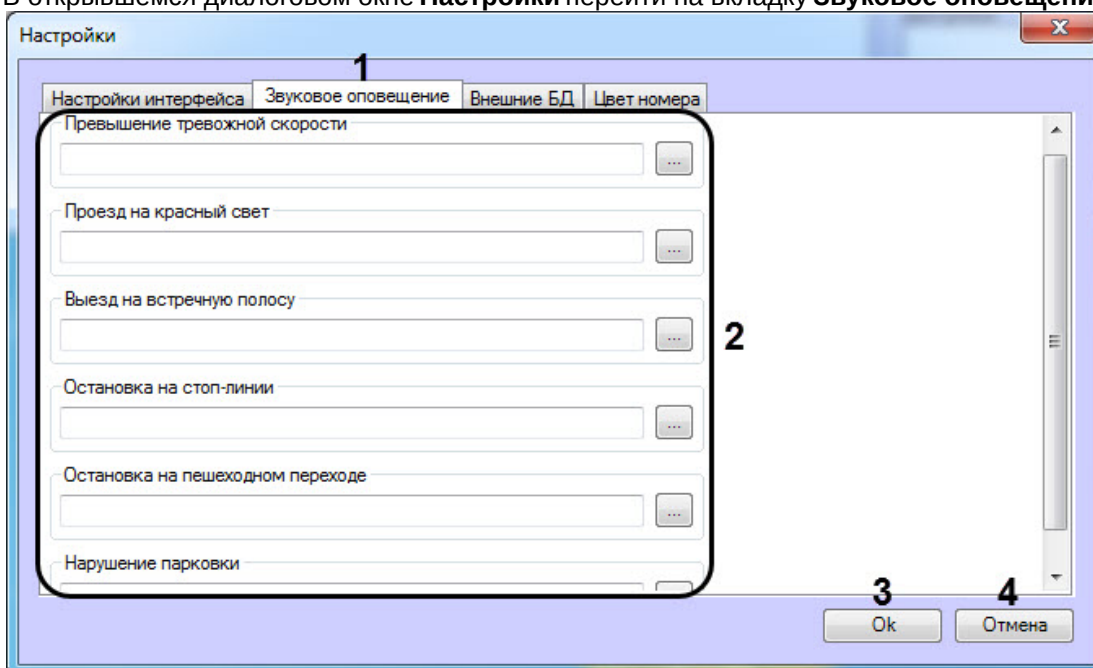 В открывшемся диалоговом окне Настройки перейти на вкладку Звуковое оповещени
Настройки
1
Настройки интерфейса Звуковое оповещение Внешние БД Цвет номера
Превышение тревожной скорости
...
Проезд на красный свет
...
Выезд на встречную полосу
...
2
Остановка на стоп-линии
...
Остановка на пешеходном переходе
...
Нарушение парковки
3 4
Ok Отмена